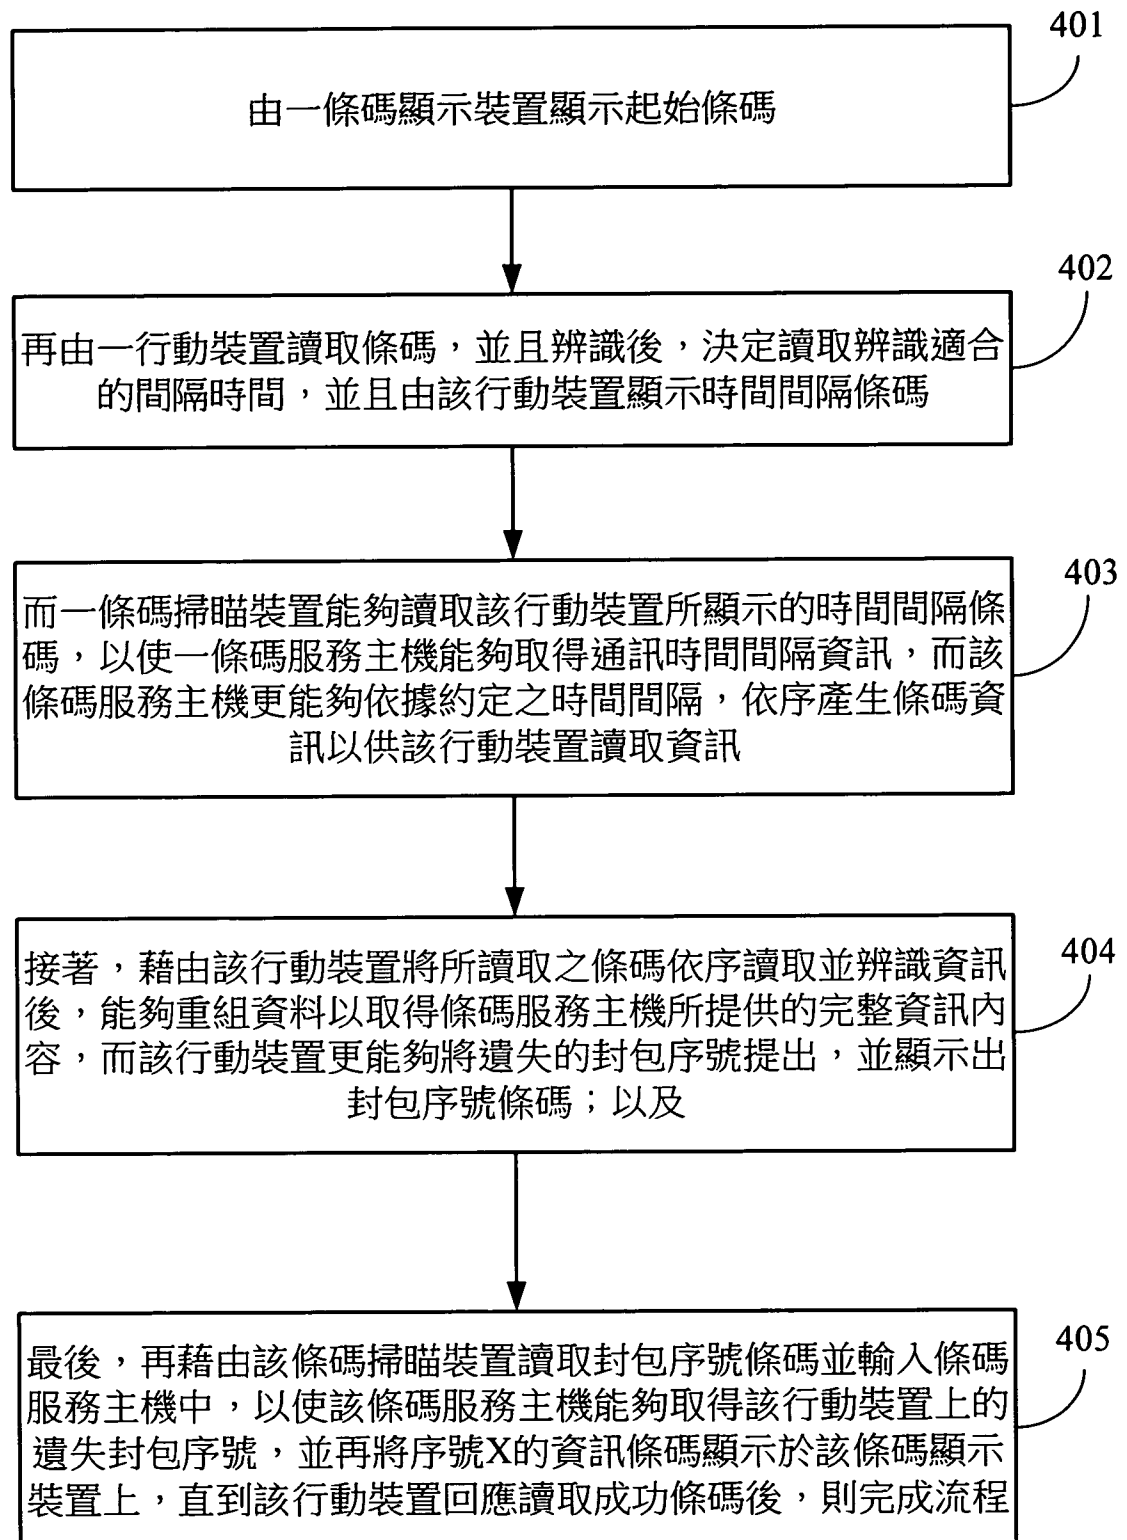 401
由一條碼顯示裝置顯示起始條碼
402
再由一行動裝置讀取條碼，並且辨識後，決定讀取辨識適合
的間隔時間，並且由該行動裝置顯示時間間隔條碼
403
而一條碼掃瞄裝置能夠讀取該行動裝置所顯示的時間間隔條
碼，以使一條碼服務主機能夠取得通訊時間間隔資訊，而該
條碼服務主機更能夠依據約定之時間間隔，依序產生條碼資
訊以供該行動裝置讀取資訊
404
接著，藉由該行動裝置將所讀取之條碼依序讀取並辨識資訊
後，能夠重組資料以取得條碼服務主機所提供的完整資訊內
容，而該行動裝置更能夠將遺失的封包序號提出，並顯示出
封包序號條碼；以及
405
最後，再藉由該條碼掃瞄裝置讀取封包序號條碼並輸入條碼
服務主機中，以使該條碼服務主機能夠取得該行動裝置上的
遺失封包序號，並再將序號X的資訊條碼顯示於該條碼顯示
裝置上，直到該行動裝置回應讀取成功條碼後，則完成流程